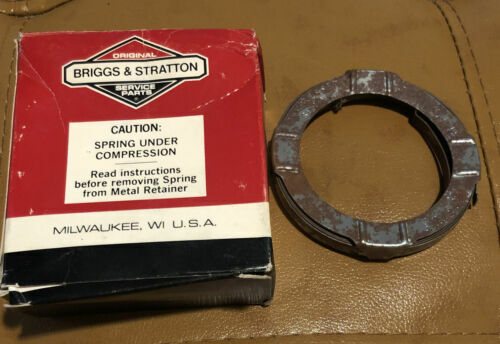 ORIGINAL
BRIGGS & STRATTON
SERVICE
PARTS
CAUTION:
SPRING UNDER
COMPRESSION
Read instructions
before removing Spring
from Metal Retainer
MILWAUKEE, WI U.S.A.